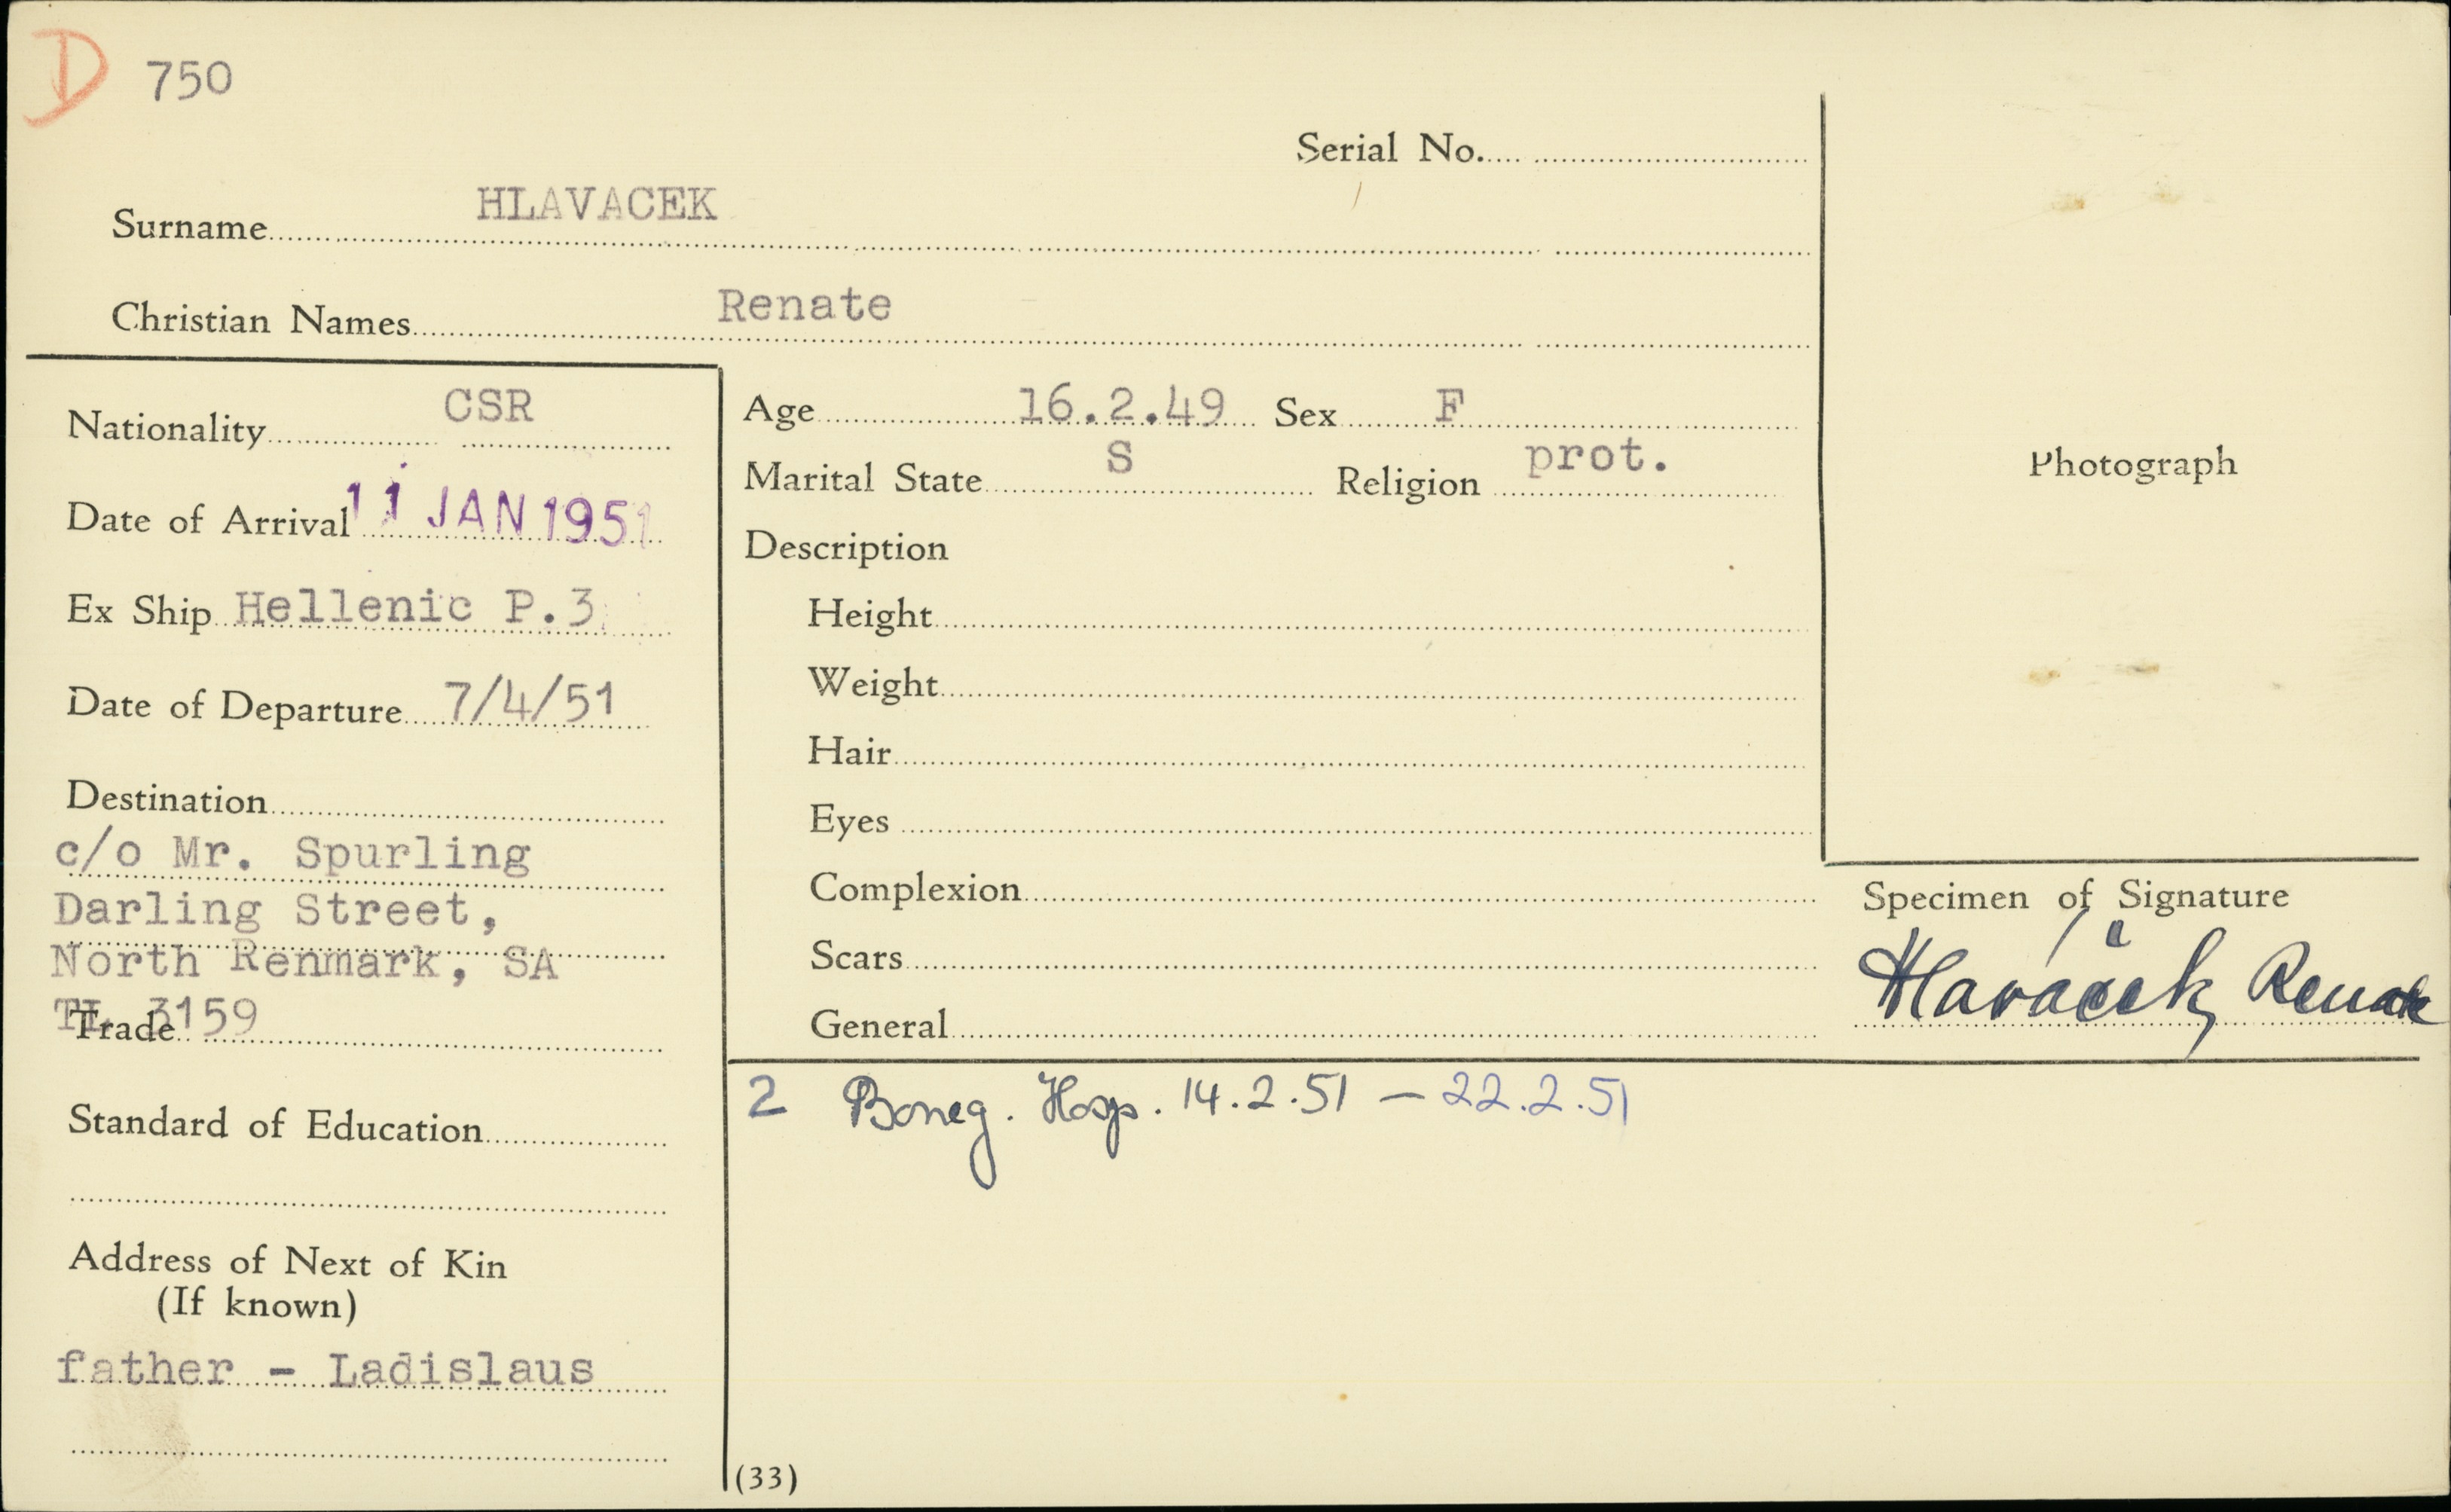 D 750
Serial No.
Surname HLAVACEK
Christian Names Renate
Nationality CSR
Date of Arrival 11 JAN 1951
Ex Ship Hellenic P.3
Date of Departure 7/4/51
Destination
c/o Mr. Spurling
Darling Street,
North Renmark, SA
TL 3159
Trade
Standard of Education
Address of Next of Kin
(If known)
father - Ladislaus
Age 16.2.49 Sex F
Marital State S Religion prot.
Description
Height
Weight
Hair
Eyes
Complexion
Scars
General
Photograph
Specimen of Signature
Hlaváček Renate
2 Boneg. Hosp. 14.2.51 — 22.2.51
(33)